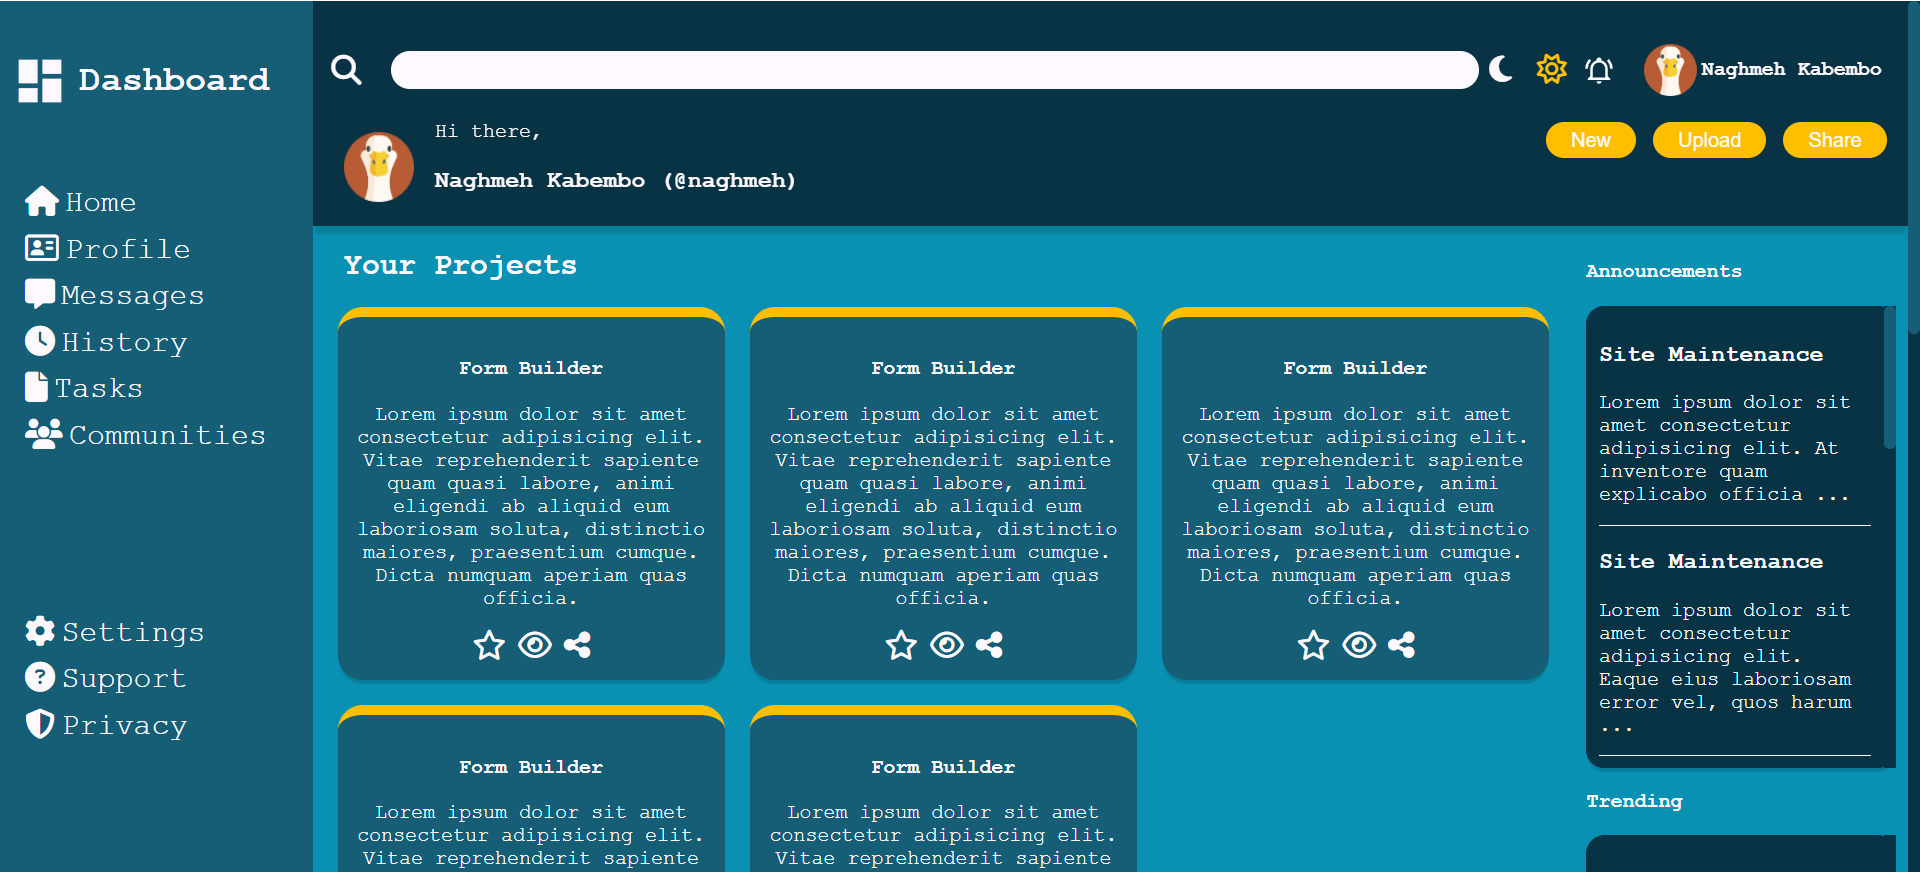 Dashboard
Home
Profile
Messages
History
Tasks
Communities
Settings
Support
Privacy
Naghmeh Kabembo
Hi there,
Naghmeh Kabembo (@naghmeh)
New
Upload
Share
Your Projects
Form Builder
Lorem ipsum dolor sit amet
consectetur adipisicing elit.
Vitae reprehenderit sapiente
quam quasi labore, animi
eligendi ab aliquid eum
laboriosam soluta, distinctio
maiores, praesentium cumque.
Dicta numquam aperiam quas
officia.
Form Builder
Lorem ipsum dolor sit amet
consectetur adipisicing elit.
Vitae reprehenderit sapiente
quam quasi labore, animi
eligendi ab aliquid eum
laboriosam soluta, distinctio
maiores, praesentium cumque.
Dicta numquam aperiam quas
officia.
Form Builder
Lorem ipsum dolor sit amet
consectetur adipisicing elit.
Vitae reprehenderit sapiente
quam quasi labore, animi
eligendi ab aliquid eum
laboriosam soluta, distinctio
maiores, praesentium cumque.
Dicta numquam aperiam quas
officia.
Form Builder
Lorem ipsum dolor sit amet
consectetur adipisicing elit.
Vitae reprehenderit sapiente
Form Builder
Lorem ipsum dolor sit amet
consectetur adipisicing elit.
Vitae reprehenderit sapiente
Announcements
Site Maintenance
Lorem ipsum dolor sit
amet consectetur
adipisicing elit. At
inventore quam
explicabo officia ...
Site Maintenance
Lorem ipsum dolor sit
amet consectetur
adipisicing elit.
Eaque eius laboriosam
error vel, quos harum
...
Trending